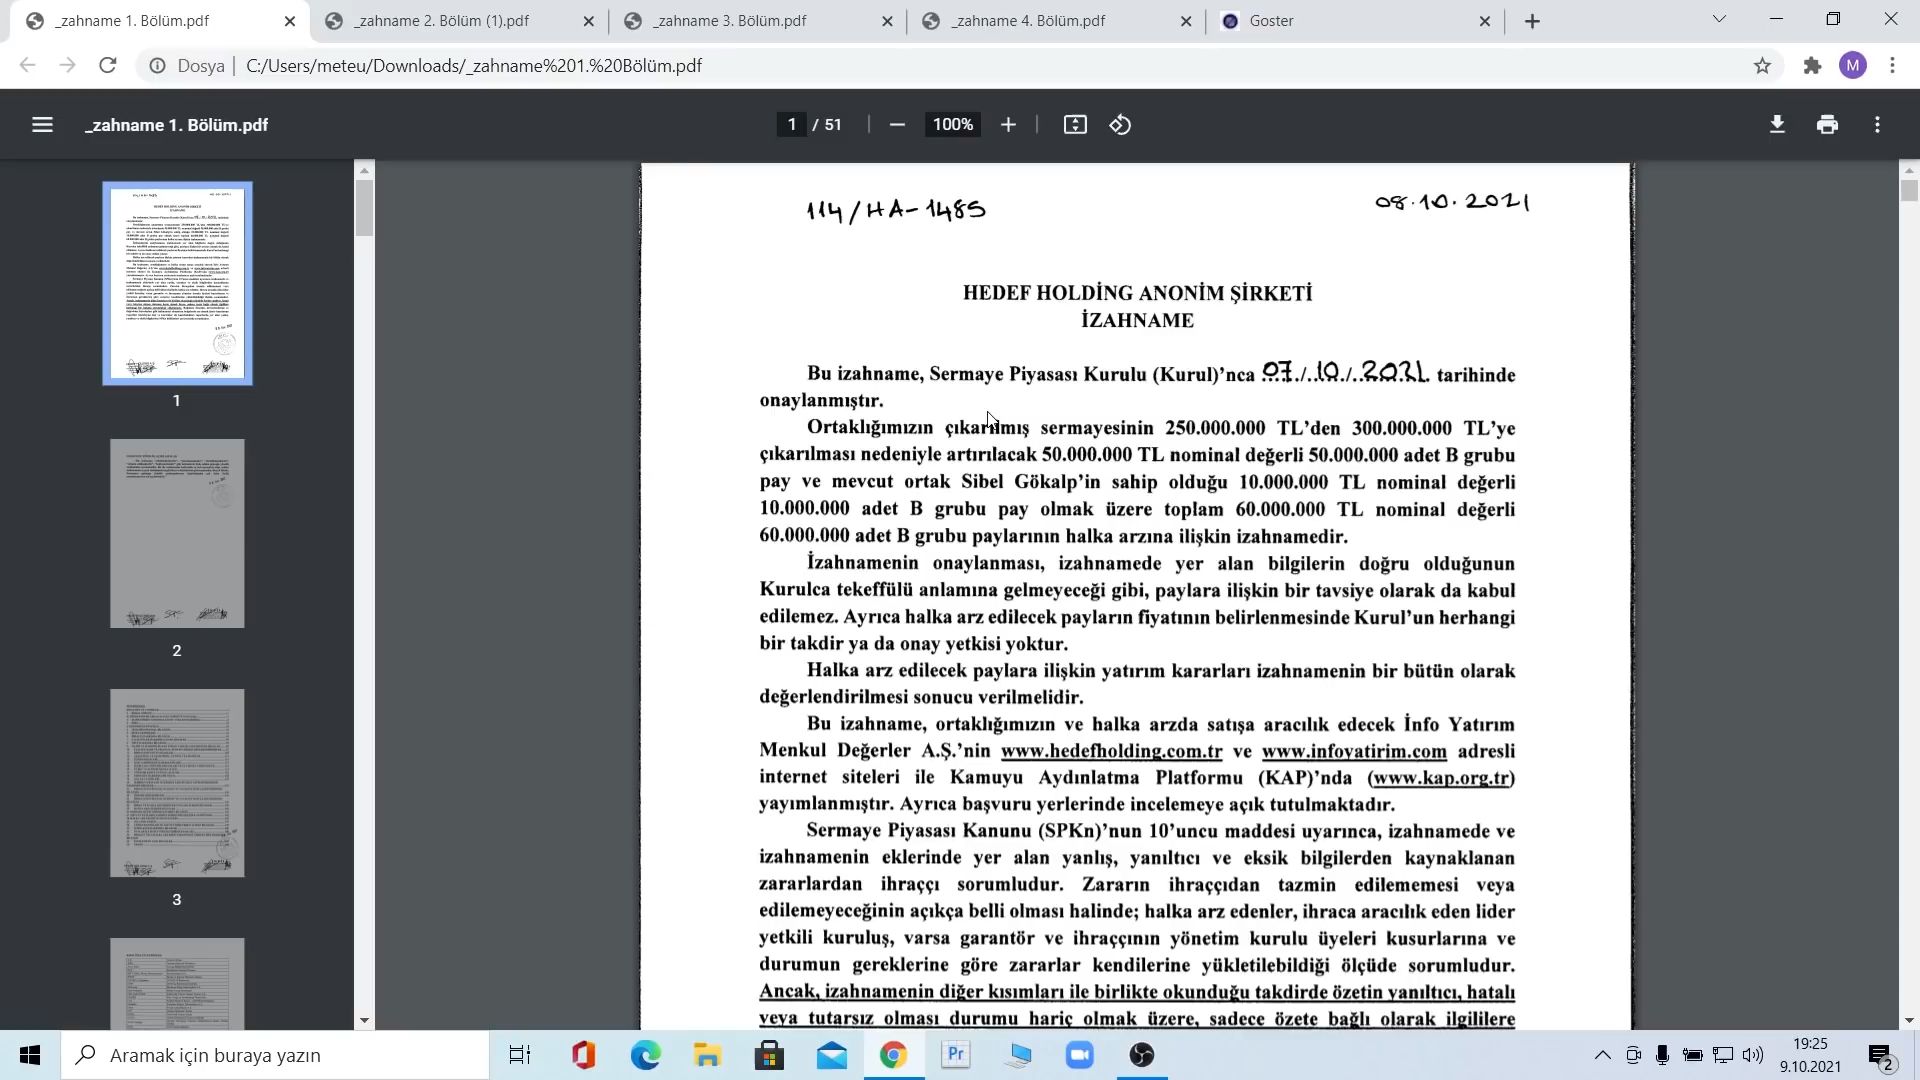 _zahname 1. Bölüm.pdf
_zahname 2. Bölüm (1).pdf
_zahname 3. Bölüm.pdf
_zahname 4. Bölüm.pdf
Goster
Dosya
C:/Users/meteu/Downloads/_zahname%201.%20Bölüm.pdf
M
_zahname 1. Bölüm.pdf
1 / 51
100%
114/HA-1485
08.10.2021
HEDEF HOLDİNG ANONİM ŞİRKETİ
İZAHNAME
Bu izahname, Sermaye Piyasası Kurulu (Kurul)'nca 07./.10./..2021. tarihinde
onaylanmıştır.
Ortaklığımızın çıkarılmış sermayesinin 250.000.000 TL'den 300.000.000 TL'ye
çıkarılması nedeniyle artırılacak 50.000.000 TL nominal değerli 50.000.000 adet B grubu
pay ve mevcut ortak Sibel Gökalp'in sahip olduğu 10.000.000 TL nominal değerli
10.000.000 adet B grubu pay olmak üzere toplam 60.000.000 TL nominal değerli
60.000.000 adet B grubu paylarının halka arzına ilişkin izahnamedir.
İzahnamenin onaylanması, izahnamede yer alan bilgilerin doğru olduğunun
Kurulca tekeffülü anlamına gelmeyeceği gibi, paylara ilişkin bir tavsiye olarak da kabul
edilemez. Ayrıca halka arz edilecek payların fiyatının belirlenmesinde Kurul'un herhangi
bir takdir ya da onay yetkisi yoktur.
Halka arz edilecek paylara ilişkin yatırım kararları izahnamenin bir bütün olarak
değerlendirilmesi sonucu verilmelidir.
Bu izahname, ortaklığımızın ve halka arzda satışa aracılık edecek İnfo Yatırım
Menkul Değerler A.Ş.'nin www.hedefholding.com.tr ve www.infoyatirim.com adresli
internet siteleri ile Kamuyu Aydınlatma Platformu (KAP)'nda (www.kap.org.tr)
yayımlanmıştır. Ayrıca başvuru yerlerinde incelemeye açık tutulmaktadır.
Sermaye Piyasası Kanunu (SPKn)'nun 10'uncu maddesi uyarınca, izahnamede ve
izahnamenin eklerinde yer alan yanlış, yanıltıcı ve eksik bilgilerden kaynaklanan
zararlardan ihraççı sorumludur. Zararın ihraççıdan tazmin edilememesi veya
edilemeyeceğinin açıkça belli olması halinde; halka arz edenler, ihraca aracılık eden lider
yetkili kuruluş, varsa garantör ve ihraççının yönetim kurulu üyeleri kusurlarına ve
durumun gereklerine göre zararlar kendilerine yükletilebildiği ölçüde sorumludur.
Ancak, izahnamenin diğer kısımları ile birlikte okunduğu takdirde özetin yanıltıcı, hatalı
veya tutarsız olması durumu hariç olmak üzere, sadece özete bağlı olarak ilgililere
1
2
3
Aramak için buraya yazın
Pr
19:25
9.10.2021
2